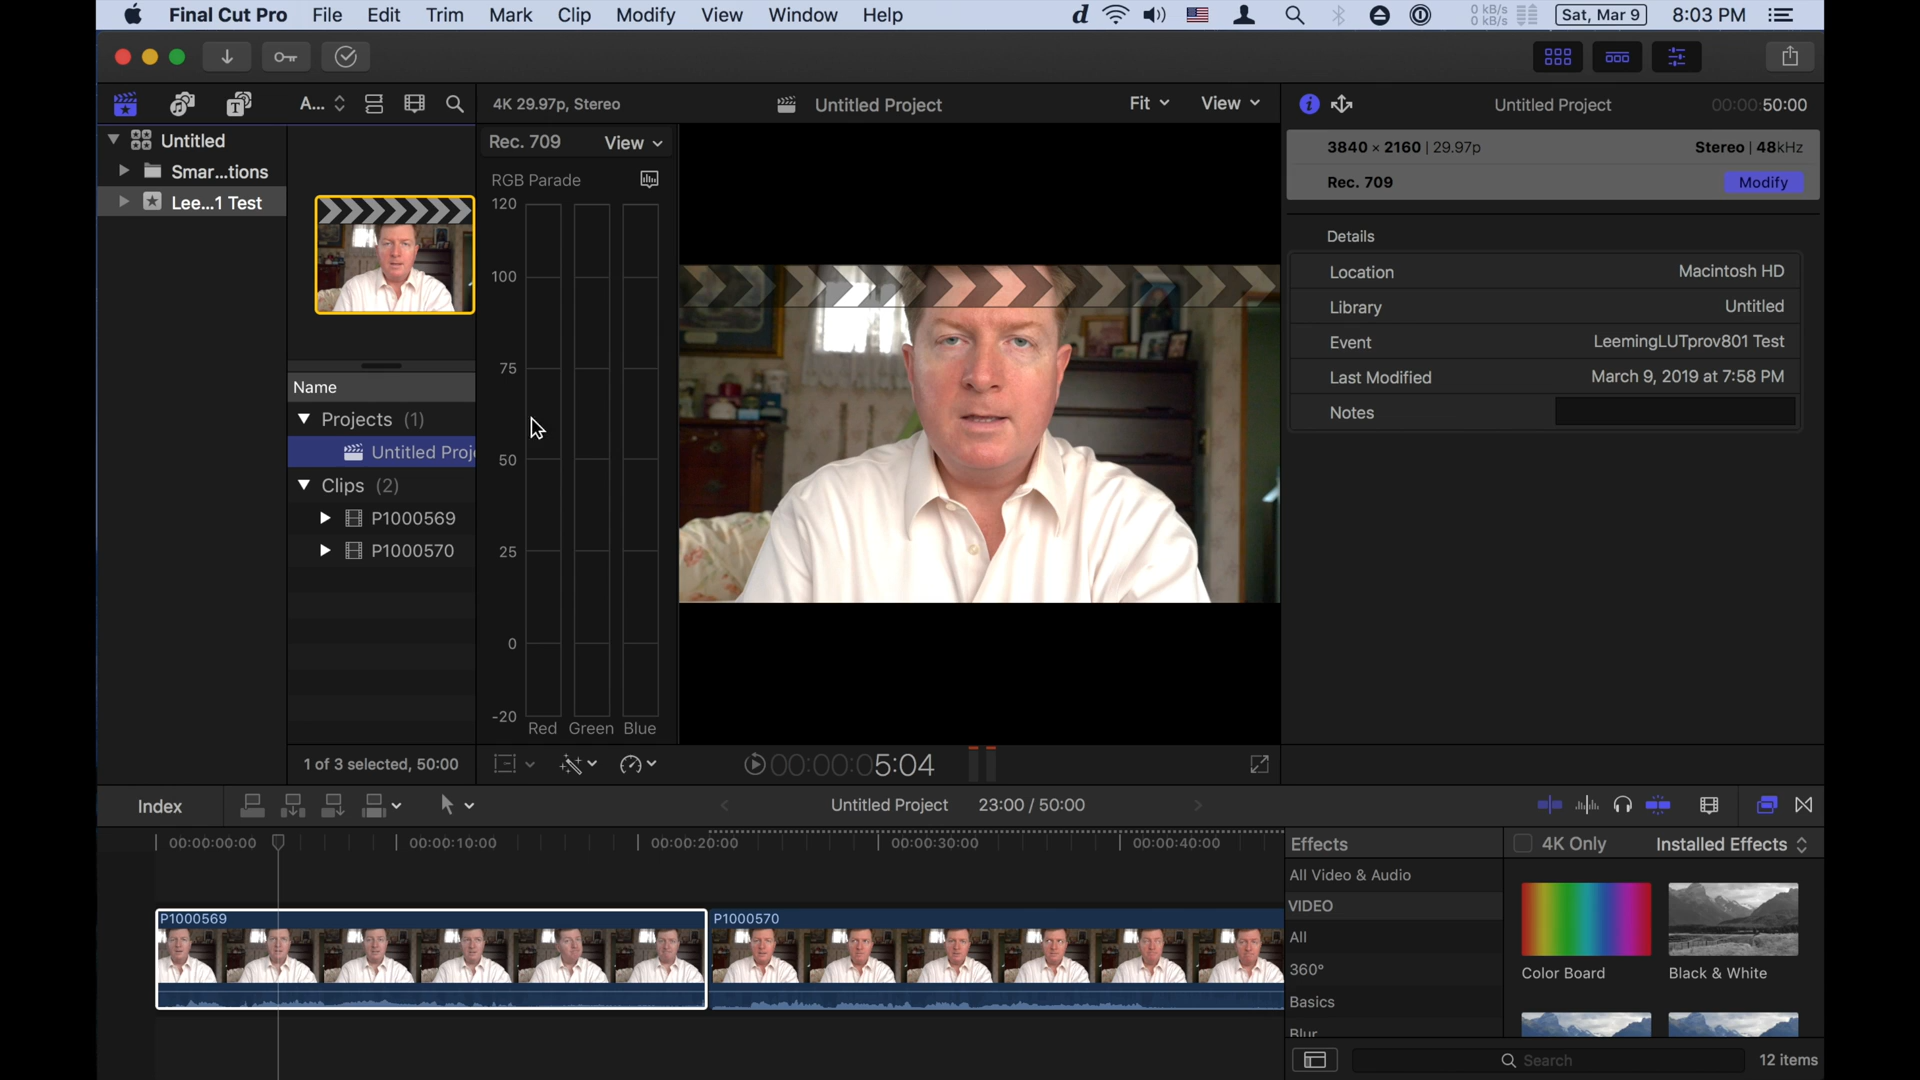 Final Cut Pro File Edit Trim Mark Clip Modify View Window Help
0 kB/s
0 kB/s
Sat, Mar 9 8:03 PM
A...
4K 29.97p, Stereo
Untitled Project
Fit
View
Untitled Project
00:00:50:00
Untitled
Smar...tions
Lee...1 Test
Rec. 709
View
RGB Parade
120
100
75
50
25
0
-20
Red Green Blue
3840 × 2160 | 29.97p
Stereo | 48kHz
Rec. 709
Modify
Details
Location Macintosh HD
Library Untitled
Event LeemingLUTprov801 Test
Last Modified March 9, 2019 at 7:58 PM
Notes
Name
Projects (1)
Untitled Proj
Clips (2)
P1000569
P1000570
1 of 3 selected, 50:00
00:00:05:04
Index
Untitled Project 23:00 / 50:00
00:00:00:00 00:00:10:00 00:00:20:00 00:00:30:00 00:00:40:00
P1000569
P1000570
Effects
4K Only
Installed Effects
All Video & Audio
VIDEO
All
360°
Basics
Blur
Color Board
Black & White
Search
12 items